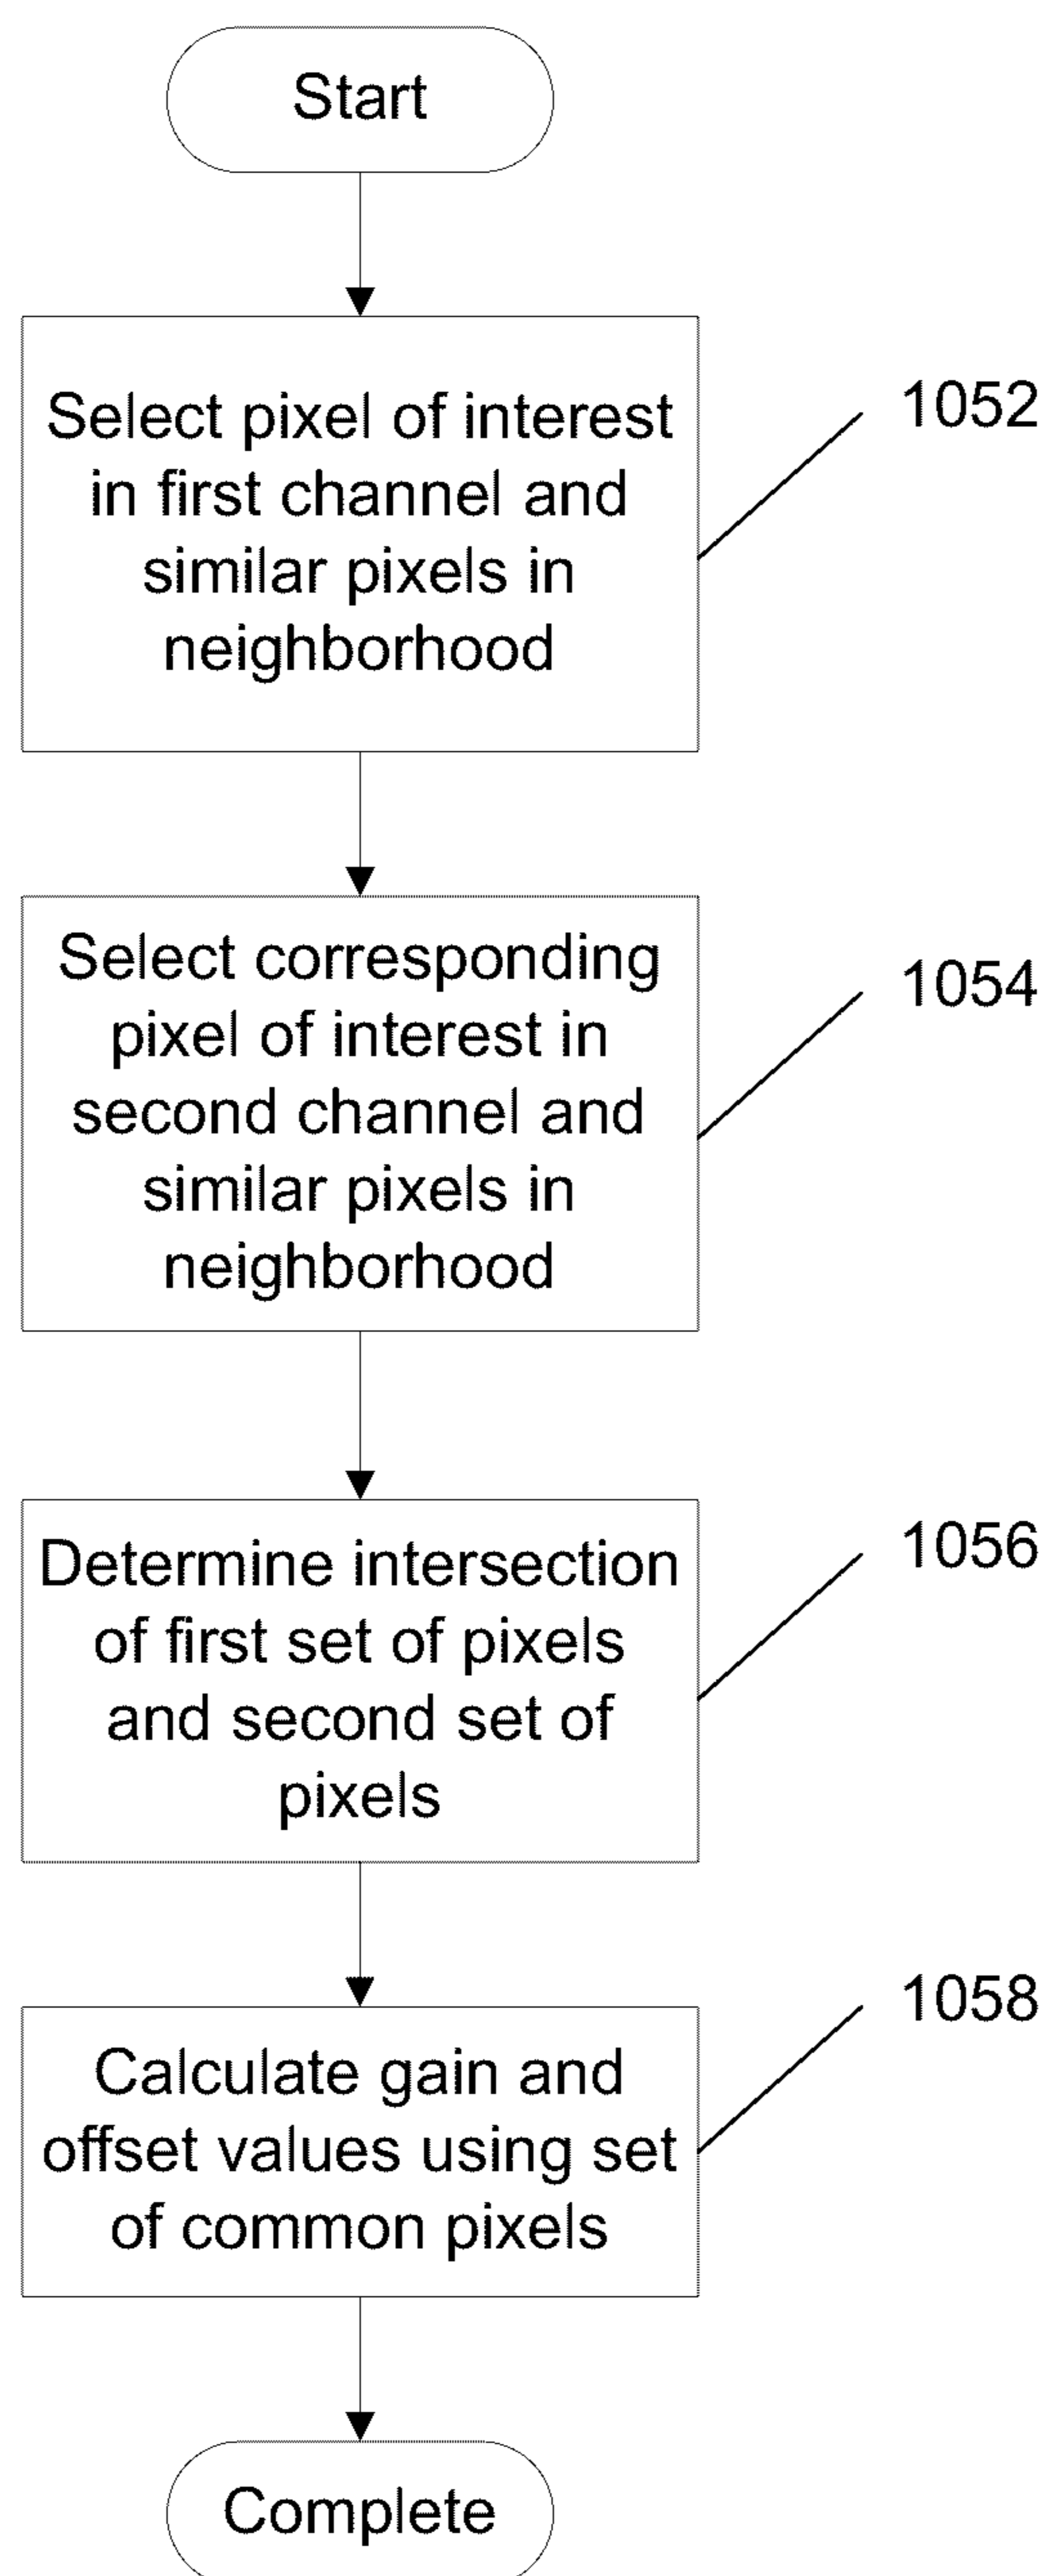 Start
Select pixel of interest
in first channel and
similar pixels in
neighborhood
1052
Select corresponding
pixel of interest in
second channel and
similar pixels in
neighborhood
1054
Determine intersection
of first set of pixels
and second set of
pixels
1056
Calculate gain and
offset values using set
of common pixels
1058
Complete